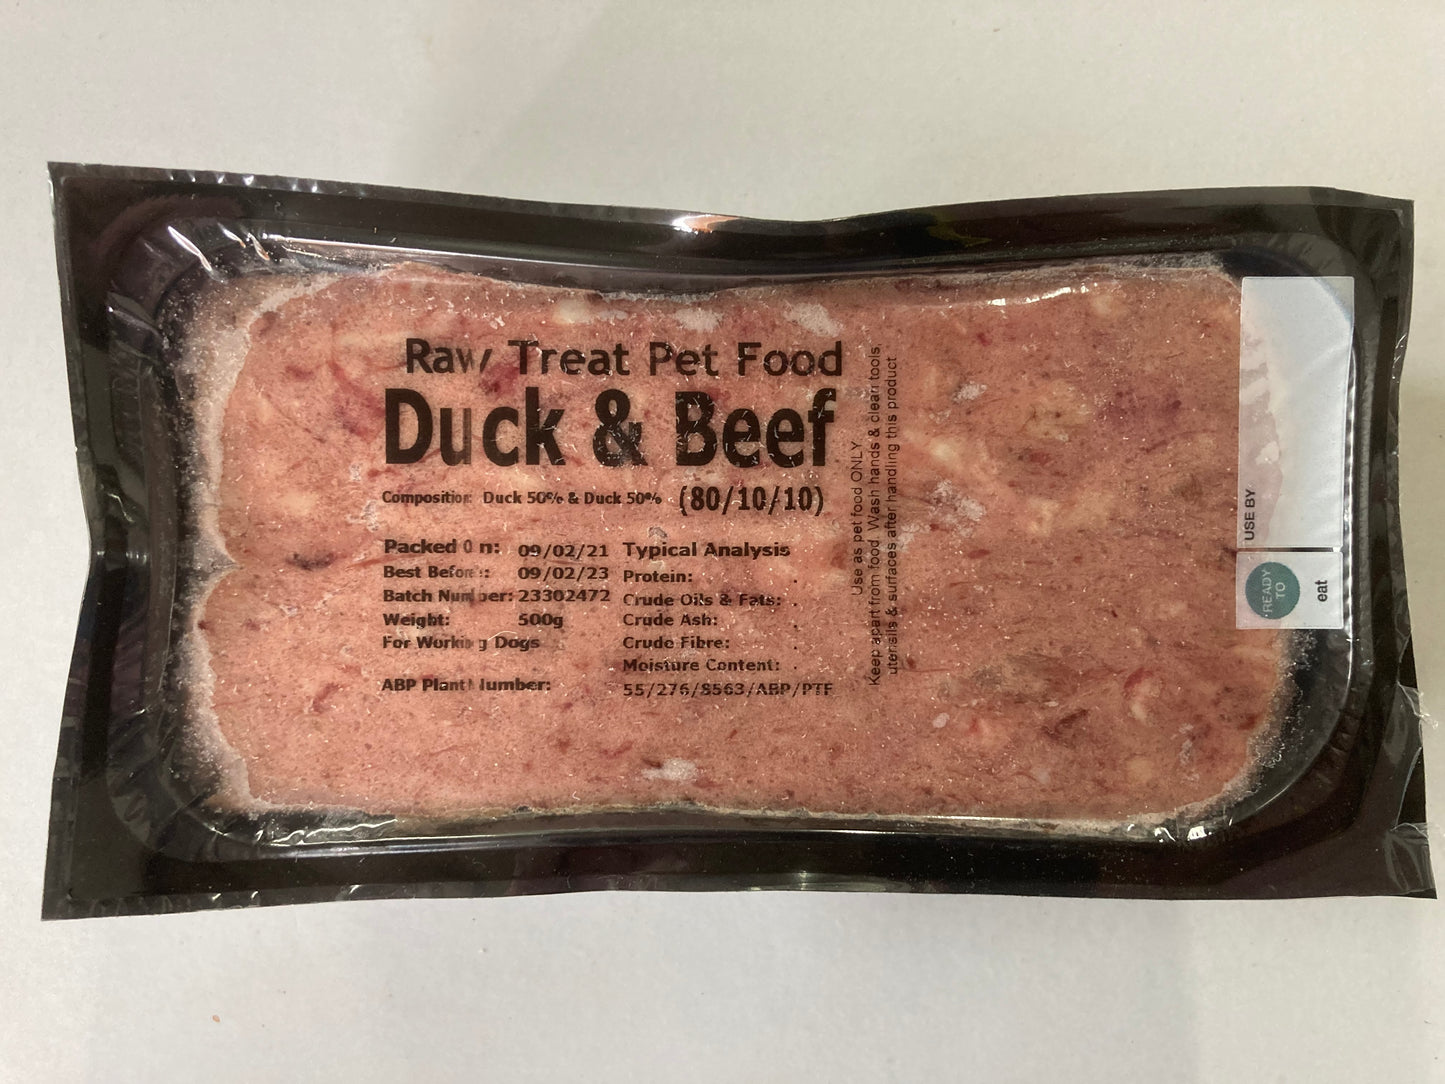 Raw Treat Pet Food
Duck & Beef
Composition: Duck 50% & Duck 50% (80/10/10)
Packed On: 09/02/21
Best Before: 09/02/23
Batch Number: 23302472
Weight: 500g
For Working Dogs
ABP Plant Number: 55/276/8563/ABP/PTF
Typical Analysis
Protein: .
Crude Oils & Fats: .
Crude Ash: .
Crude Fibre: .
Moisture Content: .
Use as pet food ONLY
Keep apart from food. Wash hands & clean tools,
utensils & surfaces after handling this product
USE BY
READY
TO
eat